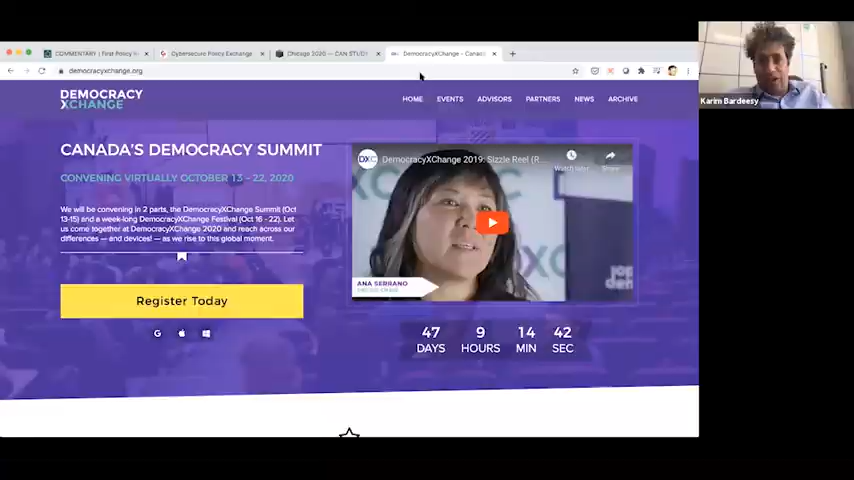 COMMENTARY | First Policy
Cybersecure Policy Exchange
Chicago 2020 — CAN STUDY
DemocracyXChange - Canad
democracyxchange.org
Karim Bardeesy
DEMOCRACY
XCHANGE
HOME EVENTS ADVISORS PARTNERS NEWS ARCHIVE
CANADA'S DEMOCRACY SUMMIT
CONVENING VIRTUALLY OCTOBER 13 - 22, 2020
We will be convening in 2 parts, the DemocracyXChange Summit (Oct
13-15) and a week-long DemocracyXChange Festival (Oct 16 - 22). Let
us come together at DemocracyXChange 2020 and reach across our
differences — and devices! — as we rise to this global moment.
Register Today
DXC
DemocracyXChange 2019: Sizzle Reel (R...
Watch later
Share
ANA SERRANO
47 9 14 42
DAYS HOURS MIN SEC